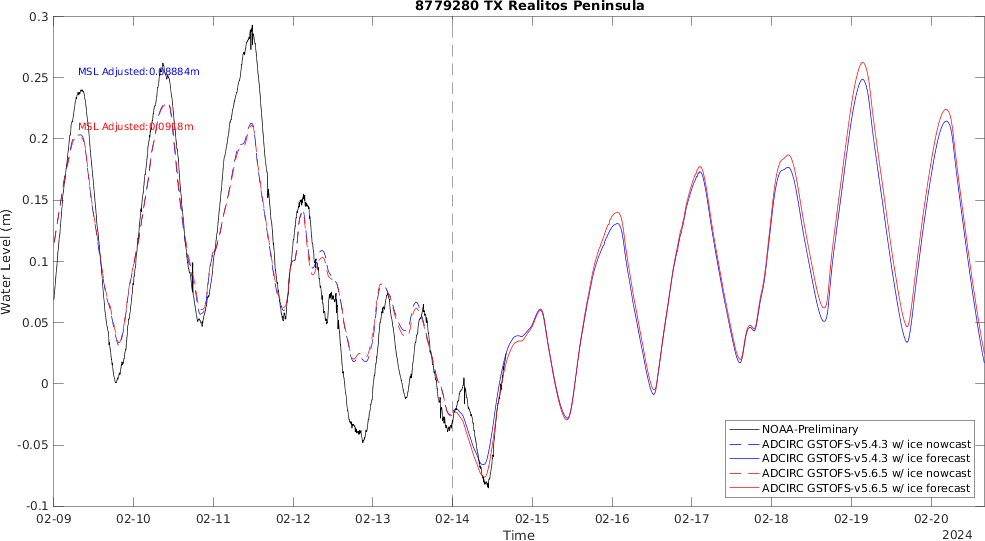 8779280 TX Realitos Peninsula
Water Level (m)
0.3
0.25
0.2
0.15
0.1
0.05
0
-0.05
-0.1
MSL Adjusted:0.08884m
MSL Adjusted:0.0918m
NOAA-Preliminary
ADCIRC GSTOFS-v5.4.3 w/ ice nowcast
ADCIRC GSTOFS-v5.4.3 w/ ice forecast
ADCIRC GSTOFS-v5.6.5 w/ ice nowcast
ADCIRC GSTOFS-v5.6.5 w/ ice forecast
02-09 02-10 02-11 02-12 02-13 02-14 02-15 02-16 02-17 02-18 02-19 02-20
Time
2024